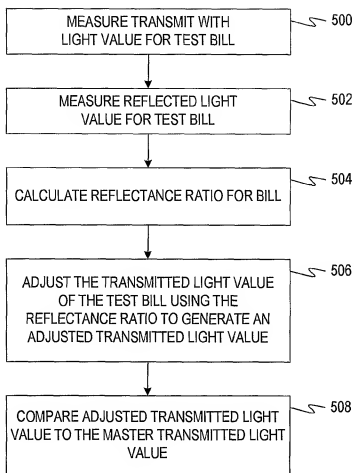 MEASURE TRANSMIT WITH
LIGHT VALUE FOR TEST BILL
500
MEASURE REFLECTED LIGHT
VALUE FOR TEST BILL
502
CALCULATE REFLECTANCE RATIO FOR BILL
504
ADJUST THE TRANSMITTED LIGHT VALUE
OF THE TEST BILL USING THE
REFLECTANCE RATIO TO GENERATE AN
ADJUSTED TRANSMITTED LIGHT VALUE
506
COMPARE ADJUSTED TRANSMITTED LIGHT
VALUE TO THE MASTER TRANSMITTED LIGHT
VALUE
508